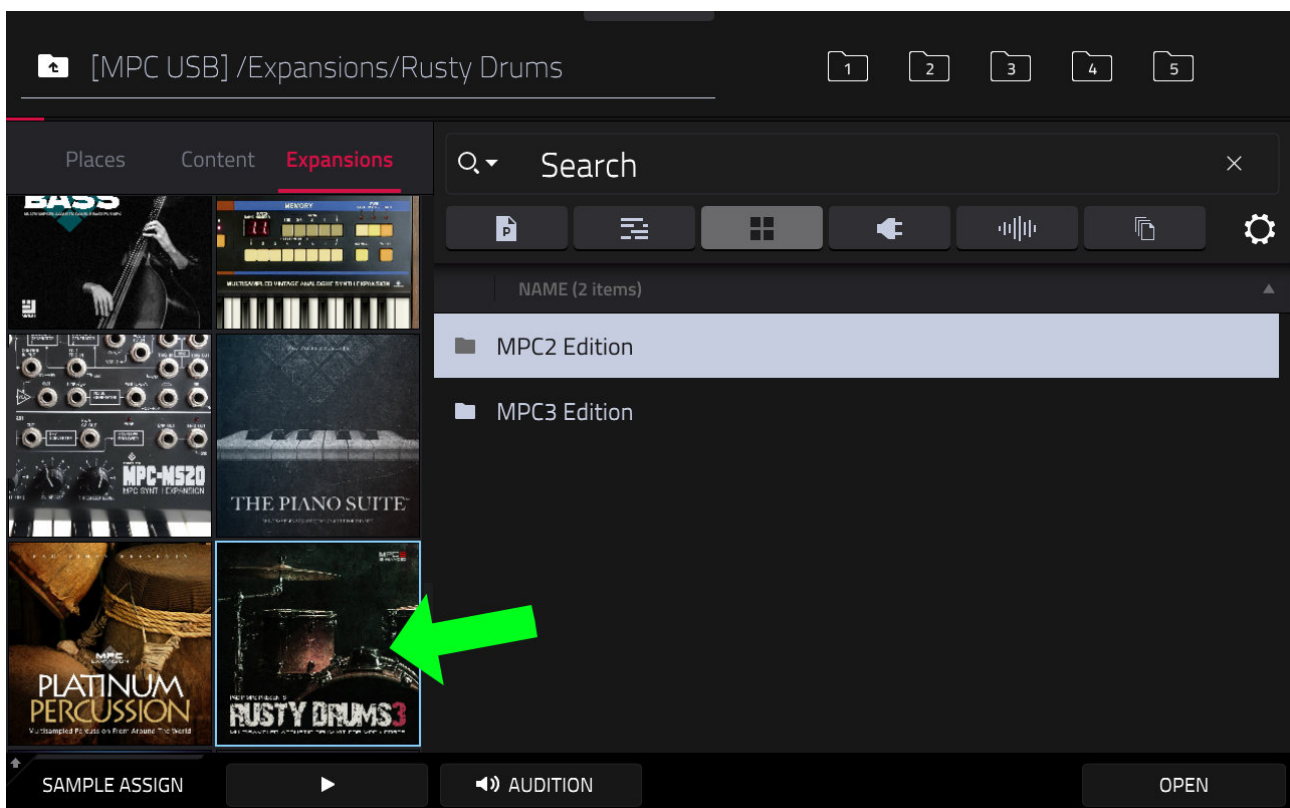 [MPC USB] /Expansions/Rusty Drums
1 2 3 4 5
Places Content Expansions
Search
BASS
MEMORY
P
MULTISAMPLED VINTAGE ANALOGUE SYNTH EXPANSION
NAME (2 items)
MPC2 Edition
MPC3 Edition
MPC-MS20
MPC SYNTH EXPANSION
THE PIANO SUITE
MPC
PLATINUM
PERCUSSION
Multisampled Percussion From Around The World
RUSTY DRUMS3
SAMPLE ASSIGN
AUDITION
OPEN